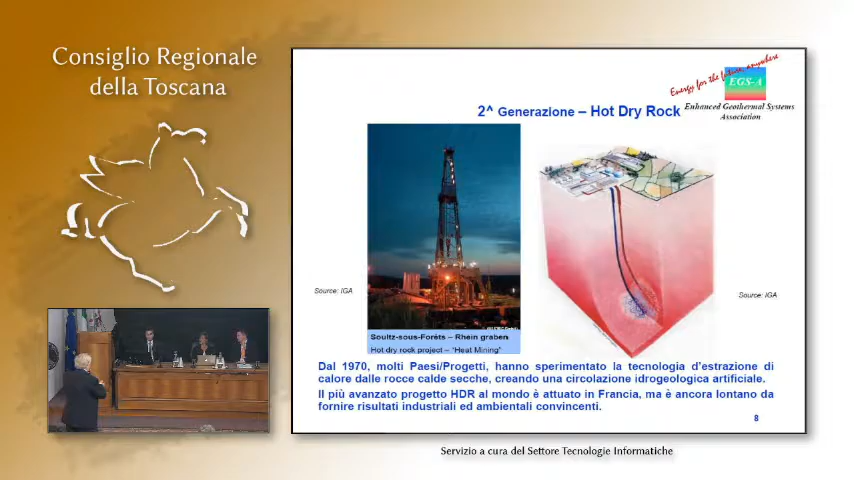 Consiglio Regionale
della Toscana
Energy for the future, anywhere
EGS-A
Enhanced Geothermal Systems
Association
2^ Generazione – Hot Dry Rock
Source: IGA
Source: IGA
Soultz-sous-Forêts – Rhein graben
Hot dry rock project – "Heat Mining"
Dal 1970, molti Paesi/Progetti, hanno sperimentato la tecnologia d'estrazione di
calore dalle rocce calde secche, creando una circolazione idrogeologica artificiale.
Il più avanzato progetto HDR al mondo è attuato in Francia, ma è ancora lontano da
fornire risultati industriali ed ambientali convincenti.
8
Servizio a cura del Settore Tecnologie Informatiche